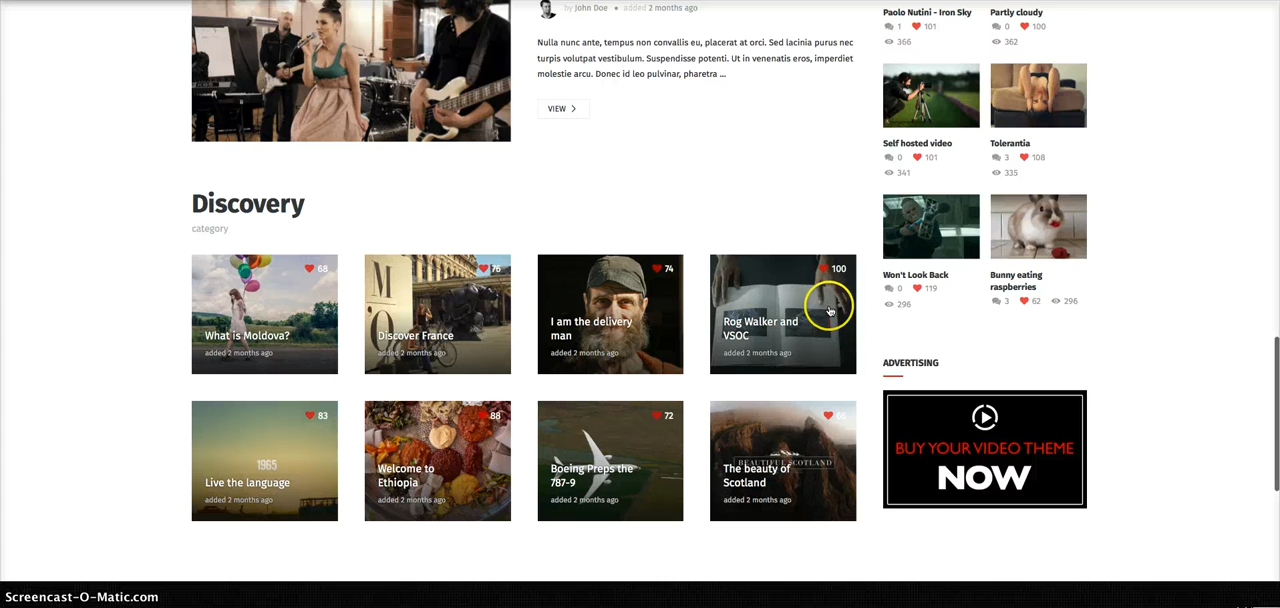 by John Doe • added 2 months ago
Nulla nunc ante, tempus non convallis eu, placerat at orci. Sed lacinia purus nec
turpis volutpat vestibulum. Suspendisse potenti. Ut in venenatis eros, imperdiet
molestie arcu. Donec id leo pulvinar, pharetra ...
VIEW >
Discovery
category
68
What is Moldova?
added 2 months ago
76
Discover France
added 2 months ago
74
I am the delivery
man
added 2 months ago
100
Rog Walker and
VSOC
added 2 months ago
83
1965
Live the language
added 2 months ago
88
Welcome to
Ethiopia
added 2 months ago
72
Boeing Preps the
787-9
added 2 months ago
BEAUTIFUL SCOTLAND
The beauty of
Scotland
added 2 months ago
Paolo Nutini - Iron Sky
1 101
366
Partly cloudy
0 100
362
Self hosted video
0 101
341
Tolerantia
3 108
335
Won't Look Back
0 119
296
Bunny eating
raspberries
3 62 296
ADVERTISING
BUY YOUR VIDEO THEME
NOW
Screencast-O-Matic.com